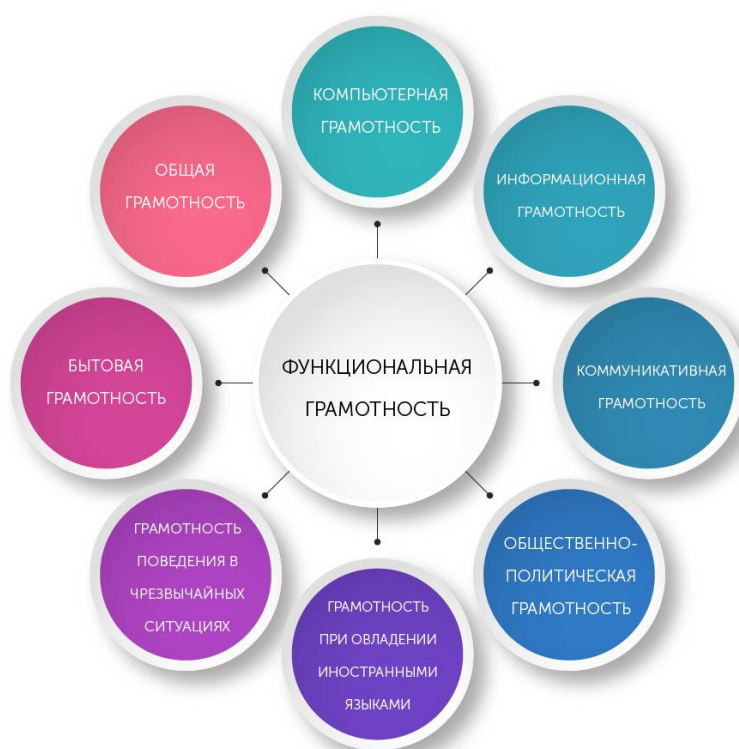 КОМПЬЮТЕРНАЯ
ГРАМОТНОСТЬ
ОБЩАЯ
ГРАМОТНОСТЬ
ИНФОРМАЦИОННАЯ
ГРАМОТНОСТЬ
ФУНКЦИОНАЛЬНАЯ
ГРАМОТНОСТЬ
БЫТОВАЯ
ГРАМОТНОСТЬ
КОММУНИКАТИВНАЯ
ГРАМОТНОСТЬ
ГРАМОТНОСТЬ
ПОВЕДЕНИЯ В
ЧРЕЗВЫЧАЙНЫХ
СИТУАЦИЯХ
ОБЩЕСТВЕННО-
ПОЛИТИЧЕСКАЯ
ГРАМОТНОСТЬ
ГРАМОТНОСТЬ
ПРИ ОВЛАДЕНИИ
ИНОСТРАННЫМИ
ЯЗЫКАМИ